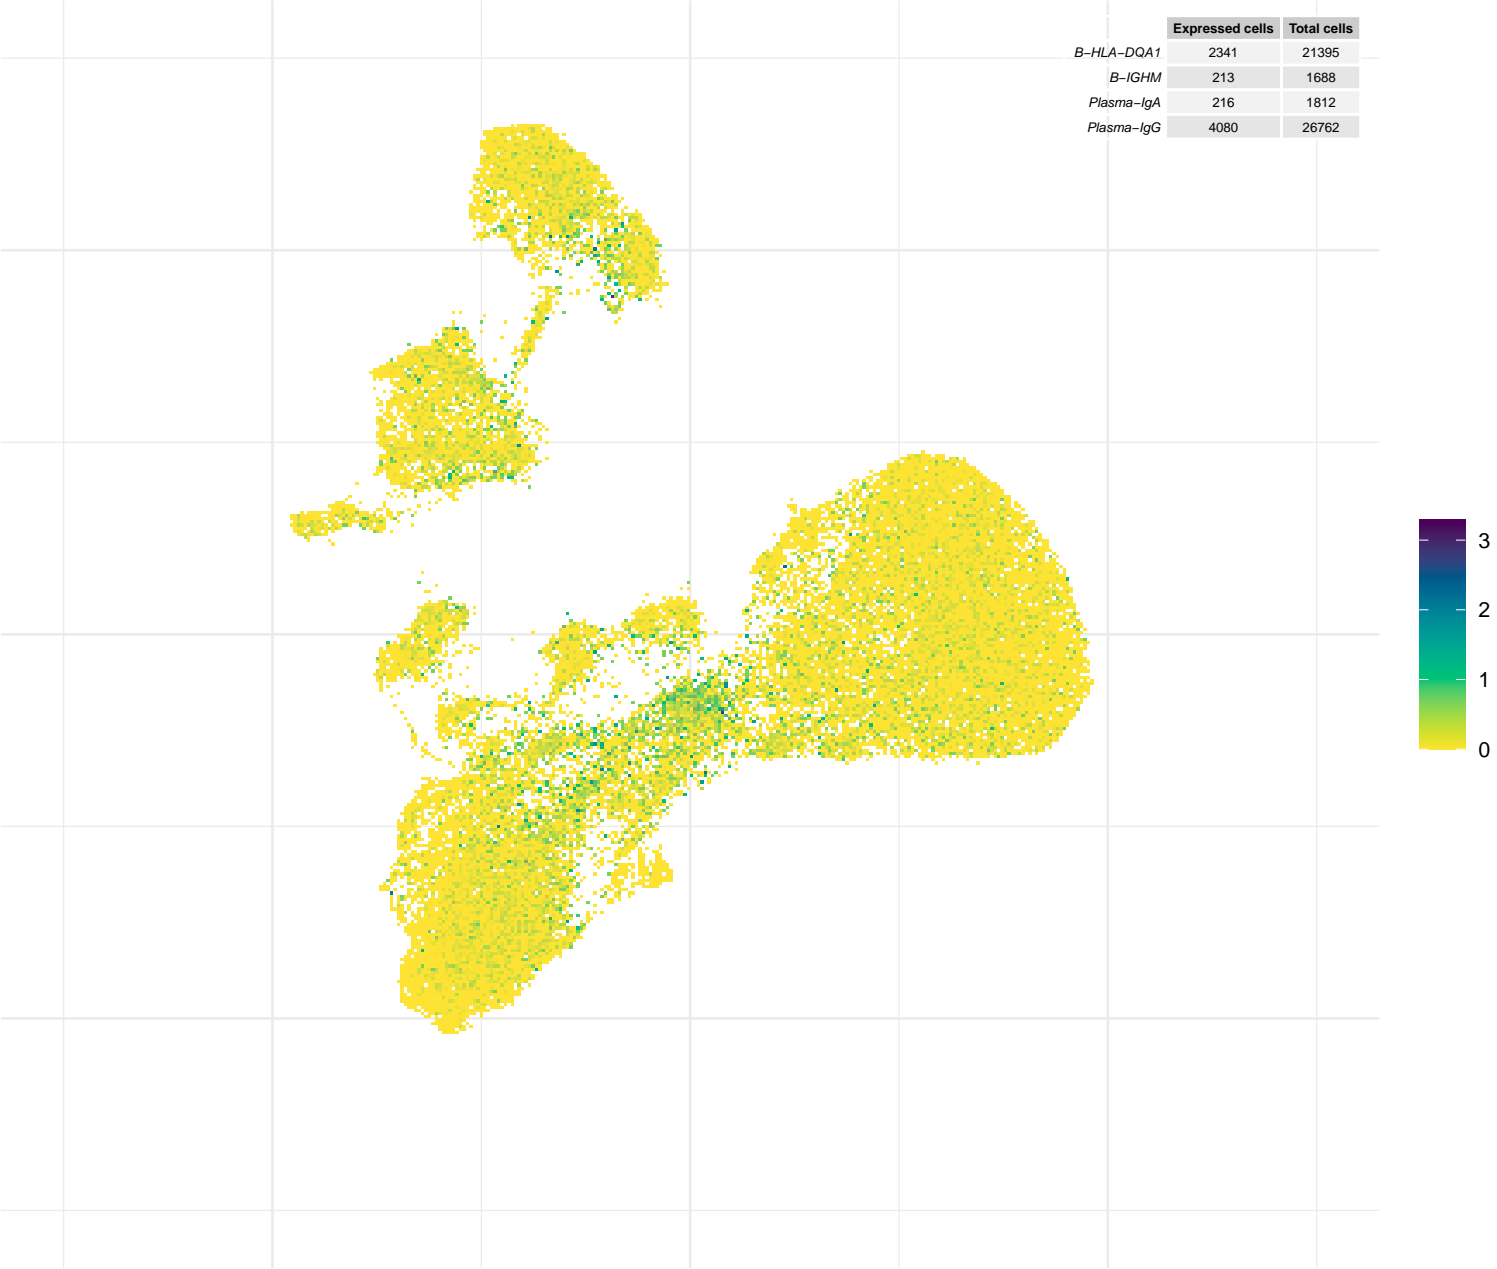 Expressed cells Total cells
B−HLA−DQA1 2341 21395
B−IGHM 213 1688
Plasma−IgA 216 1812
Plasma−IgG 4080 26762
3
2
1
0